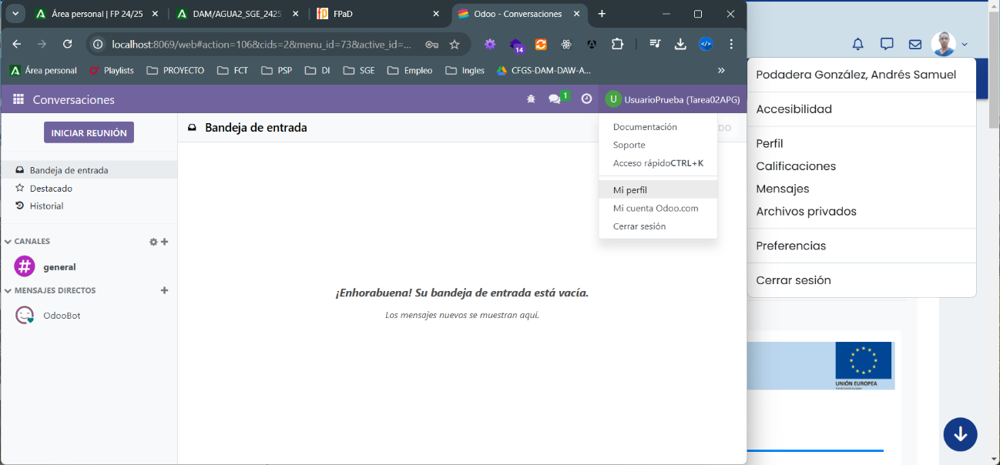 Área personal | FP 24/25
DAM/AGUA2_SGE_2425
FPaD
Odoo - Conversaciones
localhost:8069/web#action=106&cids=2&menu_id=73&active_id=...
14
Área personal
Playlists
PROYECTO
FCT
PSP
DI
SGE
Empleo
Ingles
CFGS-DAM-DAW-A...
Conversaciones
1
U
UsuarioPrueba (Tarea02APG)
INICIAR REUNIÓN
Bandeja de entrada
Destacado
Historial
CANALES
general
MENSAJES DIRECTOS
OdooBot
Bandeja de entrada
DO
Documentación
Soporte
Acceso rápidoCTRL+K
Mi perfil
Mi cuenta Odoo.com
Cerrar sesión
¡Enhorabuena! Su bandeja de entrada está vacía.
Los mensajes nuevos se muestran aquí.
Podadera González, Andrés Samuel
Accesibilidad
Perfil
Calificaciones
Mensajes
Archivos privados
Preferencias
Cerrar sesión
UNIÓN EUROPEA